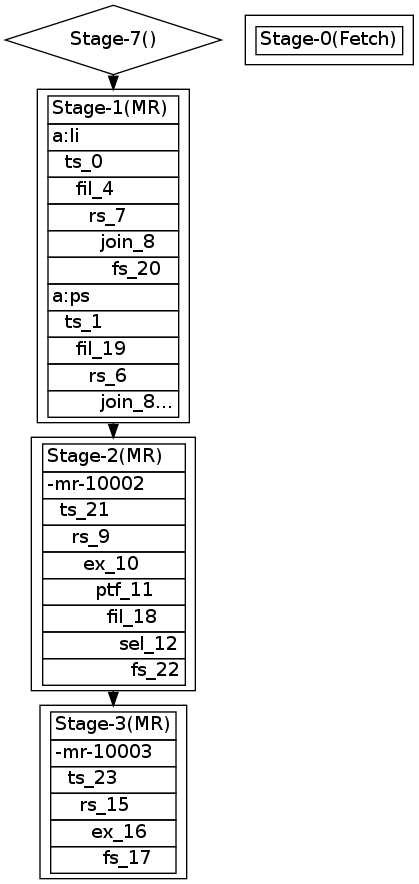 Stage-7()
Stage-0(Fetch)
Stage-1(MR)
a:li
ts_0
fil_4
rs_7
join_8
fs_20
a:ps
ts_1
fil_19
rs_6
join_8...
Stage-2(MR)
-mr-10002
ts_21
rs_9
ex_10
ptf_11
fil_18
sel_12
fs_22
Stage-3(MR)
-mr-10003
ts_23
rs_15
ex_16
fs_17